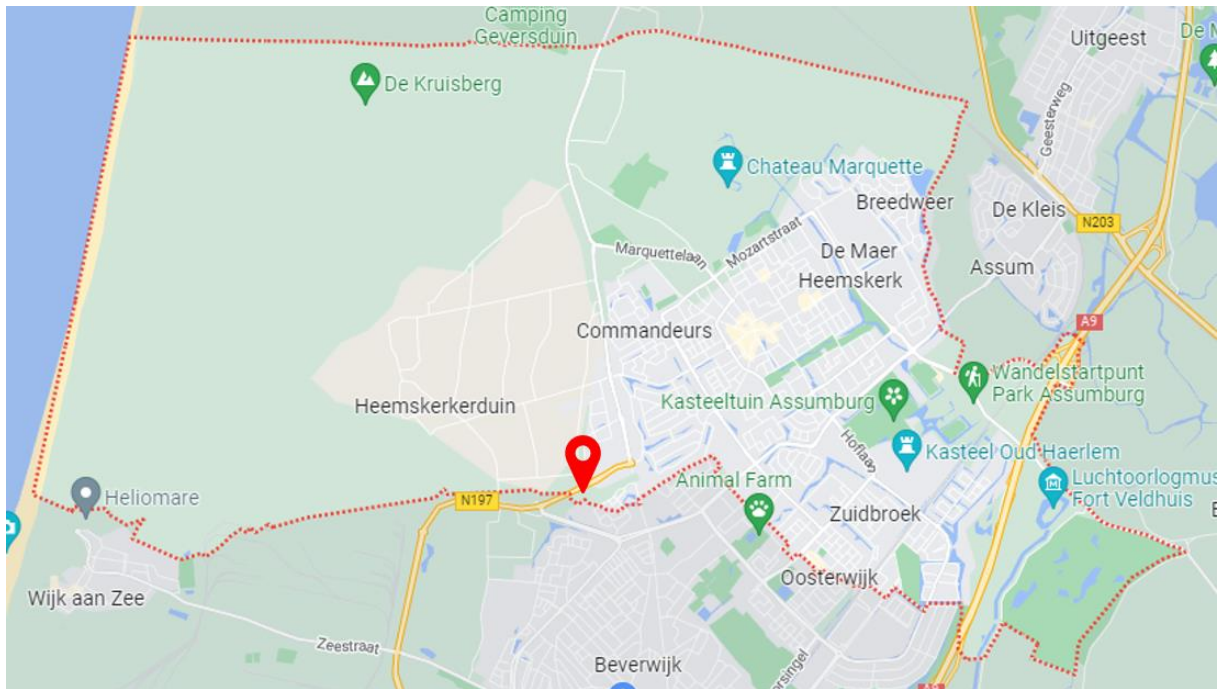 Camping
Geversduin
Uitgeest
De Kruisberg
Geesterweg
Chateau Marquette
Breedweer
De Kleis
N203
Marquettelaan
Mozartstraat
De Maer
Heemskerk
Assum
Commandeurs
A9
Wandelstartpunt
Park Assumburg
Heemskerkerduin
Kasteeltuin Assumburg
Hoflaan
Kasteel Oud Haerlem
Heliomare
N197
Animal Farm
Luchtoorlogmus
Fort Veldhuis
Zuidbroek
Oosterwijk
Wijk aan Zee
Zeestraat
Beverwijk
A9